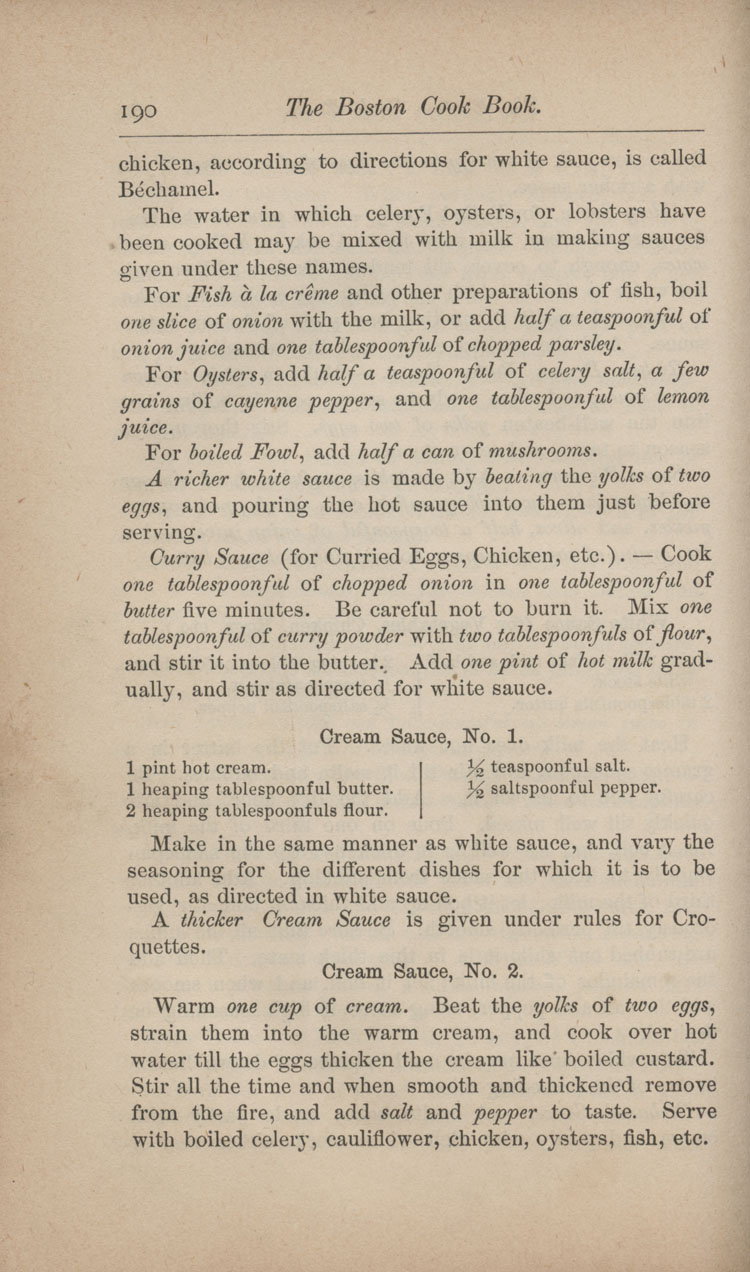 190 The Boston Cook Book.
chicken, according to directions for white sauce, is called
Béchamel.
The water in which celery, oysters, or lobsters have
been cooked may be mixed with milk in making sauces
given under these names.
For Fish à la crême and other preparations of fish, boil
one slice of onion with the milk, or add half a teaspoonful of
onion juice and one tablespoonful of chopped parsley.
For Oysters, add half a teaspoonful of celery salt, a few
grains of cayenne pepper, and one tablespoonful of lemon
juice.
For boiled Fowl, add half a can of mushrooms.
A richer white sauce is made by beating the yolks of two
eggs, and pouring the hot sauce into them just before
serving.
Curry Sauce (for Curried Eggs, Chicken, etc.). — Cook
one tablespoonful of chopped onion in one tablespoonful of
butter five minutes. Be careful not to burn it. Mix one
tablespoonful of curry powder with two tablespoonfuls of flour,
and stir it into the butter. Add one pint of hot milk grad-
ually, and stir as directed for white sauce.
Cream Sauce, No. 1.
1 pint hot cream.
1 heaping tablespoonful butter.
2 heaping tablespoonfuls flour.
½ teaspoonful salt.
½ saltspoonful pepper.
Make in the same manner as white sauce, and vary the
seasoning for the different dishes for which it is to be
used, as directed in white sauce.
A thicker Cream Sauce is given under rules for Cro-
quettes.
Cream Sauce, No. 2.
Warm one cup of cream. Beat the yolks of two eggs,
strain them into the warm cream, and cook over hot
water till the eggs thicken the cream like boiled custard.
Stir all the time and when smooth and thickened remove
from the fire, and add salt and pepper to taste. Serve
with boiled celery, cauliflower, chicken, oysters, fish, etc.